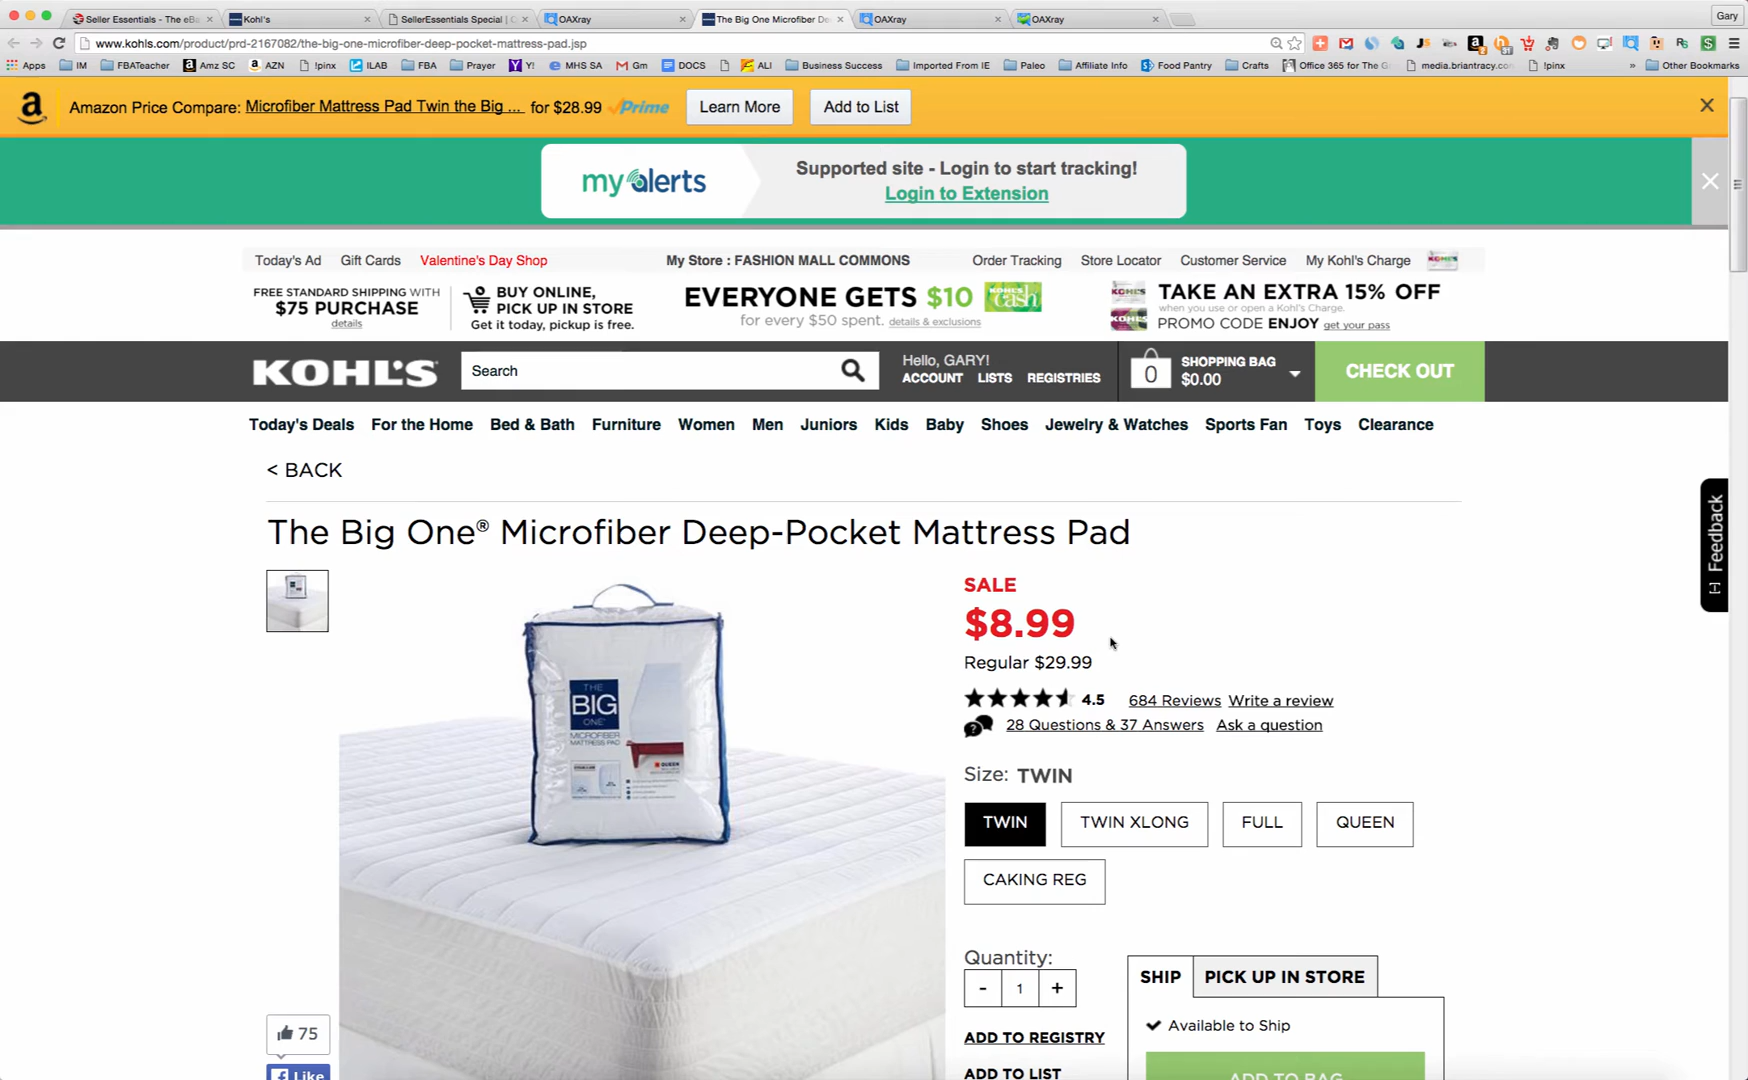 Seller Essentials - The eBa
Kohl's
SellerEssentials Special | C
OAXray
The Big One Microfiber De
OAXray
OAXray
Gary
www.kohls.com/product/prd-2167082/the-big-one-microfiber-deep-pocket-mattress-pad.jsp
Apps IM FBATeacher Amz SC AZN !pinx ILAB FBA Prayer Y! MHS SA Gm DOCS ALI Business Success Imported From IE Paleo Affiliate Info Food Pantry Crafts Office 365 for The G media.briantracy.co !pinx » Other Bookmarks
Amazon Price Compare: Microfiber Mattress Pad Twin the Big ... for $28.99 Prime Learn More Add to List
my alerts
Supported site - Login to start tracking!
Login to Extension
Today's Ad Gift Cards Valentine's Day Shop My Store : FASHION MALL COMMONS Order Tracking Store Locator Customer Service My Kohl's Charge
FREE STANDARD SHIPPING WITH
$75 PURCHASE
details
BUY ONLINE,
PICK UP IN STORE
Get it today, pickup is free.
EVERYONE GETS $10 KOHL'S cash
for every $50 spent. details & exclusions
TAKE AN EXTRA 15% OFF
when you use or open a Kohl's Charge.
PROMO CODE ENJOY get your pass
KOHL'S
Search
Hello, GARY!
ACCOUNT LISTS REGISTRIES
0
SHOPPING BAG
$0.00
CHECK OUT
Today's Deals For the Home Bed & Bath Furniture Women Men Juniors Kids Baby Shoes Jewelry & Watches Sports Fan Toys Clearance
< BACK
The Big One® Microfiber Deep-Pocket Mattress Pad
THE
BIG
ONE
MICROFIBER
MATTRESS PAD
QUEEN
SALE
$8.99
Regular $29.99
4.5 684 Reviews Write a review
28 Questions & 37 Answers Ask a question
Size: TWIN
TWIN TWIN XLONG FULL QUEEN
CAKING REG
Quantity:
- 1 +
SHIP PICK UP IN STORE
Available to Ship
ADD TO BAG
ADD TO REGISTRY
ADD TO LIST
75
Like
[-] Feedback